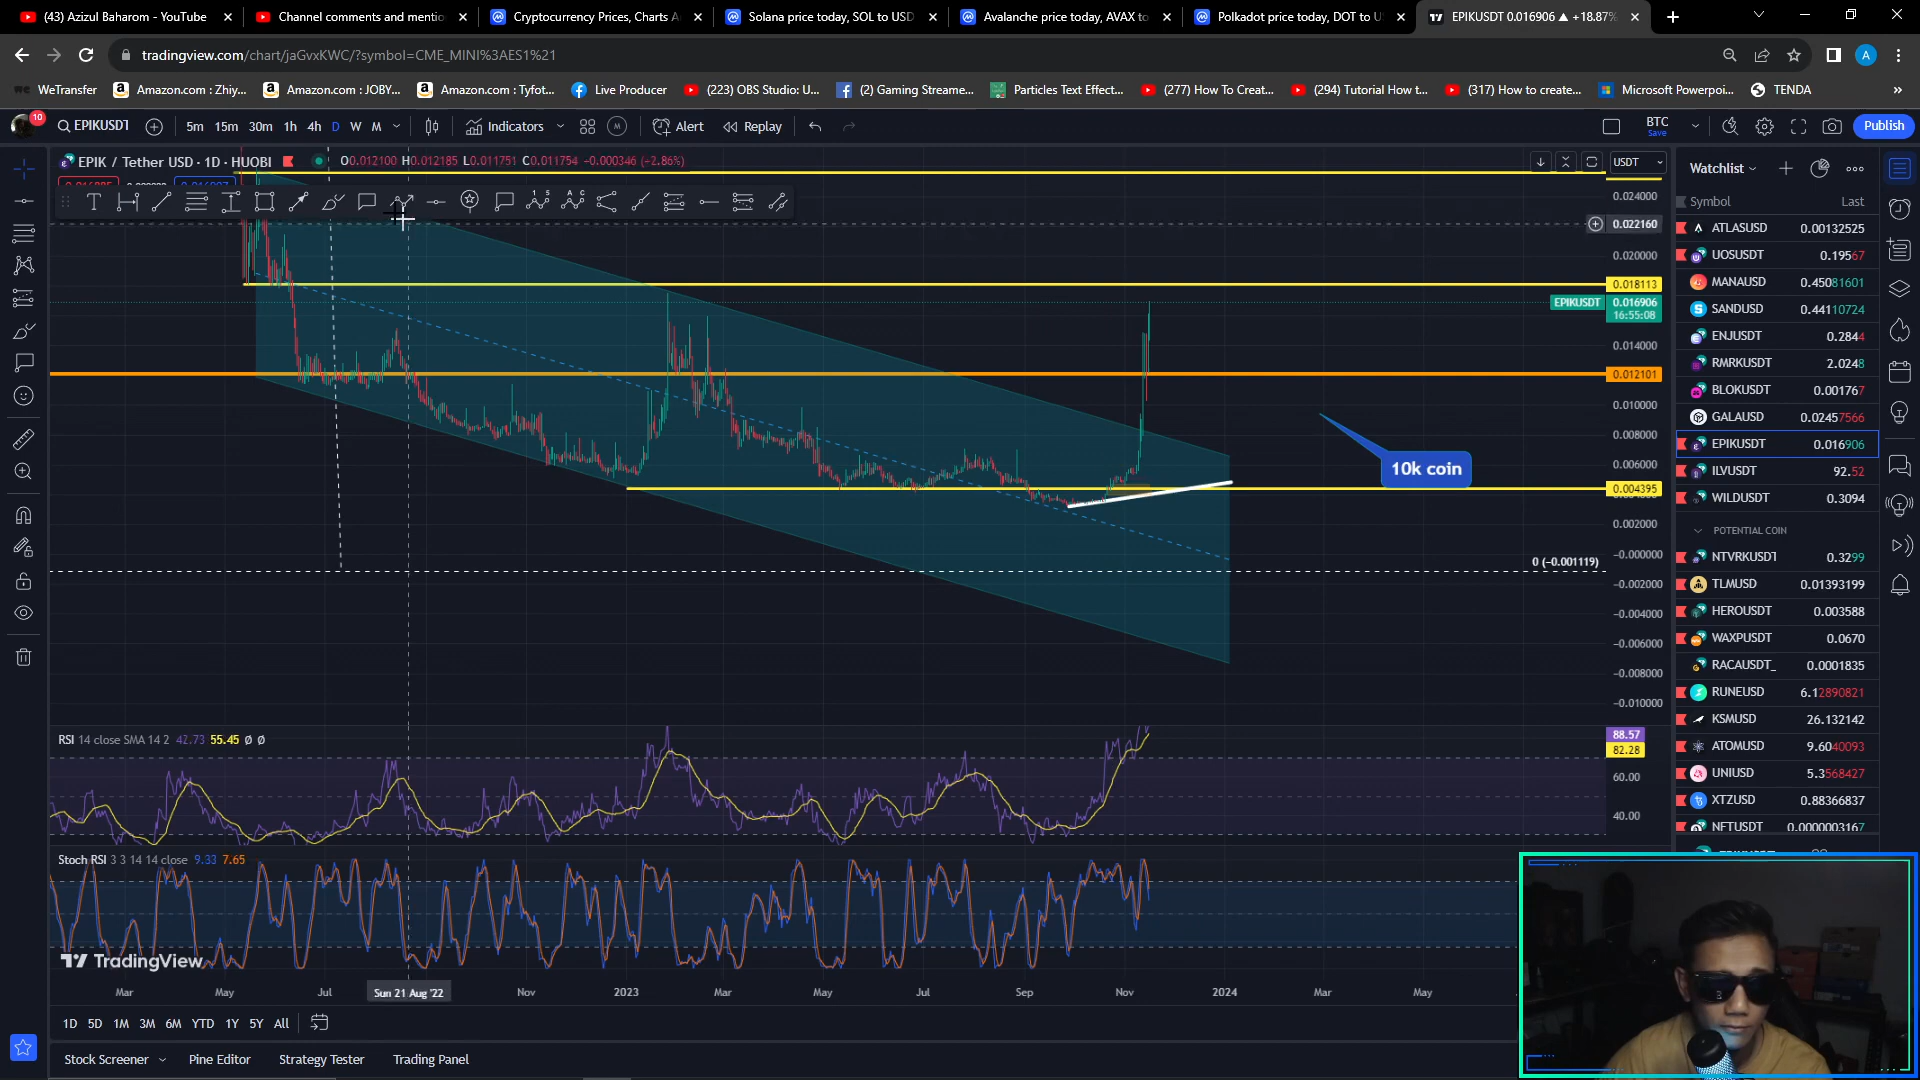 (43) Azizul Baharom - YouTube
Channel comments and mentio
Cryptocurrency Prices, Charts A
Solana price today, SOL to USD
Avalanche price today, AVAX to
Polkadot price today, DOT to U
EPIKUSDT 0.016906 ▲ +18.87%
tradingview.com/chart/jaGvxKWC/?symbol=CME_MINI%3AES1%21
A
WeTransfer
Amazon.com : Zhiy...
Amazon.com : JOBY...
Amazon.com : Tyfot...
Live Producer
(223) OBS Studio: U...
(2) Gaming Streame...
Particles Text Effect...
(277) How To Creat...
(294) Tutorial How t...
(317) How to create...
Microsoft Powerpoi...
TENDA
10
EPIKUSDT
5m 15m 30m 1h 4h D W M
Indicators
Alert
Replay
BTC
Save
Publish
EPIK / Tether USD · 1D · HUOBI
O0.012100 H0.012185 L0.011751 C0.011754 −0.000346 (−2.86%)
USDT
0.024000
0.022160
0.020000
0.018113
EPIKUSDT 0.016906
16:55:08
0.014000
0.012101
0.010000
0.008000
0.006000
0.004395
0.002000
−0.000000
−0.002000
−0.004000
−0.006000
−0.008000
−0.010000
10k coin
0 (−0.001119)
RSI 14 close SMA 14 2 42.73 55.45 Ø Ø
88.57
82.28
60.00
40.00
Stoch RSI 3 3 14 14 close 9.33 7.65
TradingView
Mar May Jul Sun 21 Aug '22 Nov 2023 Mar May Jul Sep Nov 2024 Mar May
1D 5D 1M 3M 6M YTD 1Y 5Y All
Stock Screener
Pine Editor
Strategy Tester
Trading Panel
Watchlist
Symbol Last
ATLASUSD 0.00132525
UOSUSDT 0.19567
MANAUSD 0.45081601
SANDUSD 0.44110724
ENJUSDT 0.2844
RMRKUSDT 2.0248
BLOKUSDT 0.001767
GALAUSD 0.02457566
EPIKUSDT 0.016906
ILVUSDT 92.52
WILDUSDT 0.3094
POTENTIAL COIN
NTVRKUSDT 0.3299
TLMUSD 0.01393199
HEROUSDT 0.003588
WAXPUSDT 0.0670
RACAUSDT_ 0.0001835
RUNEUSD 6.12890821
KSMUSD 26.132142
ATOMUSD 9.6040093
UNIUSD 5.3568427
XTZUSD 0.88366837
NFTUSDT 0.0000003167